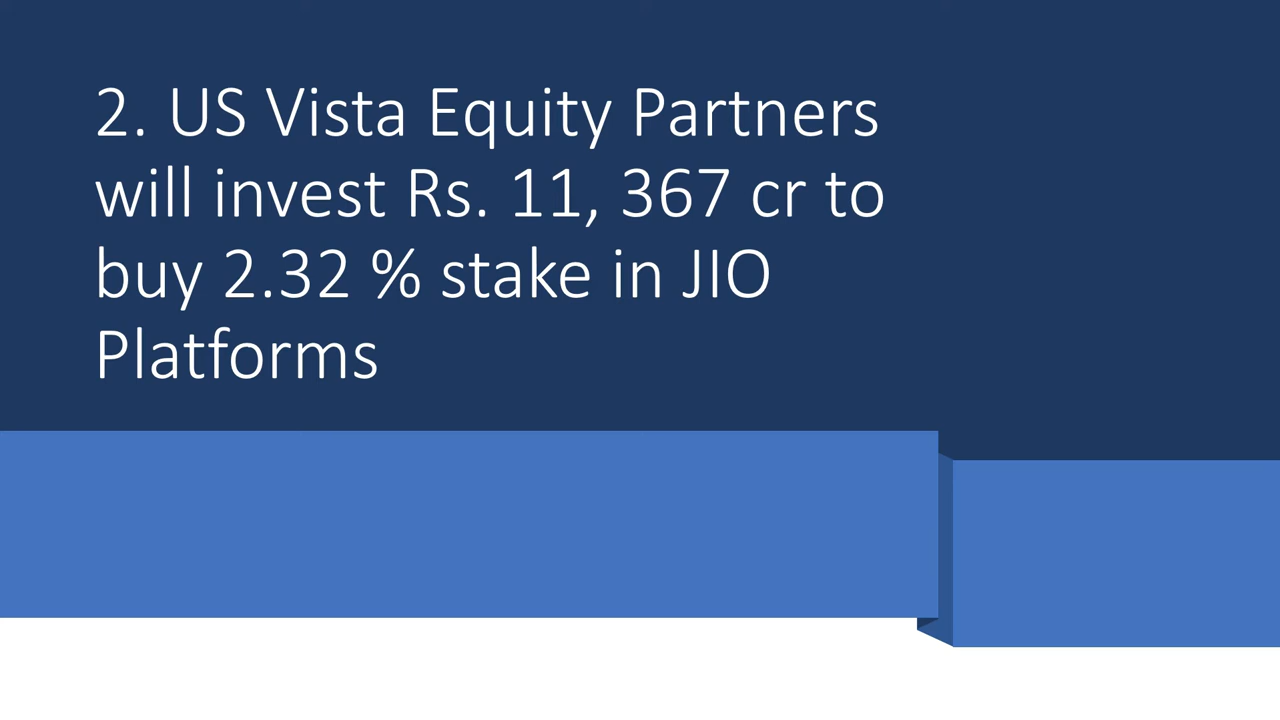 2. US Vista Equity Partners
will invest Rs. 11, 367 cr to
buy 2.32 % stake in JIO
Platforms